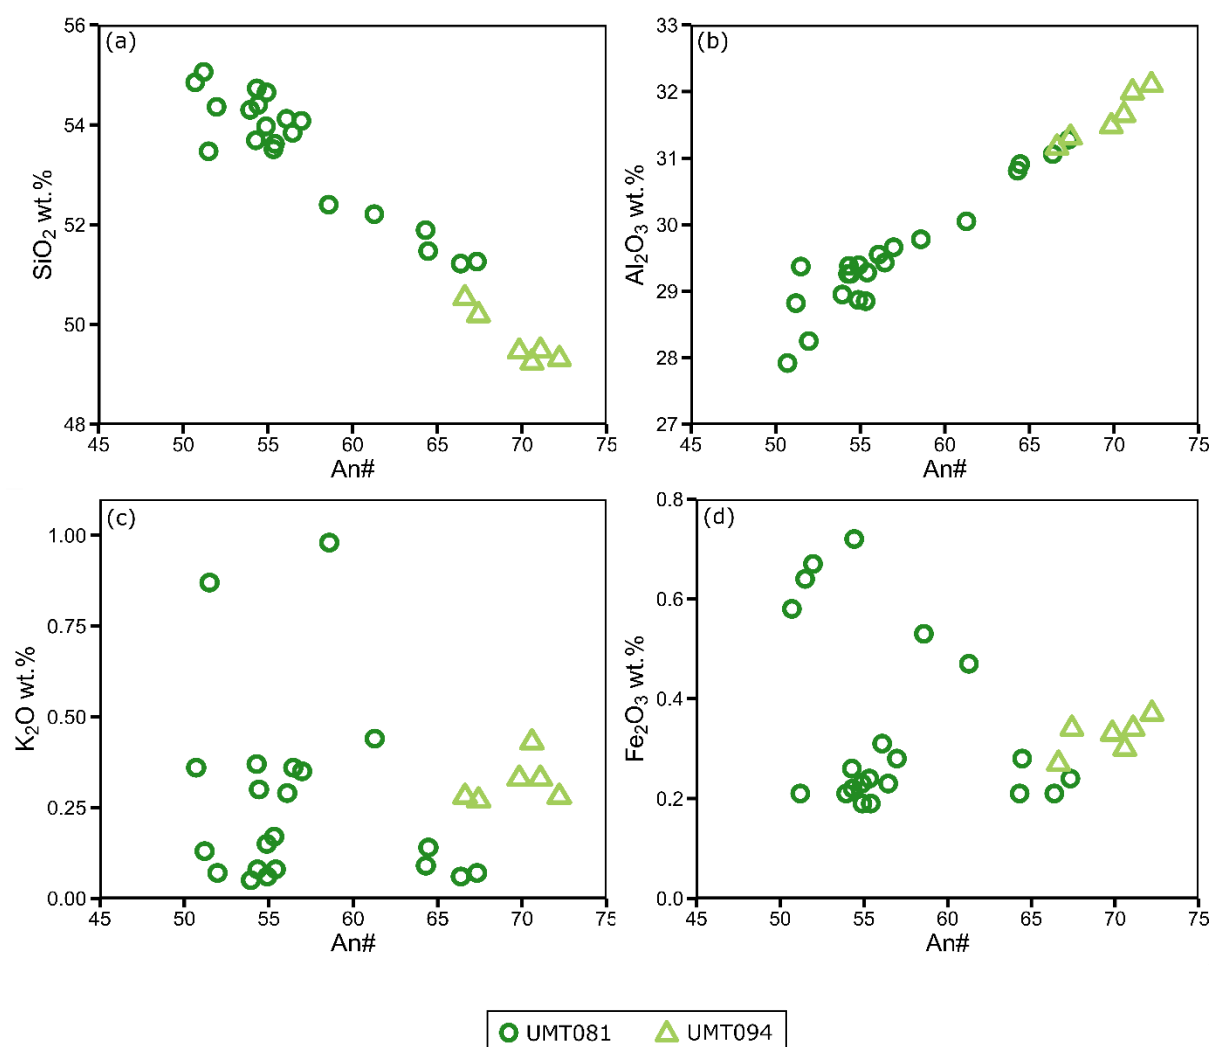 56
54
52
50
48
SiO2 wt.%
(a)
45 50 55 60 65 70 75
An#
33
32
31
30
29
28
27
Al2O3 wt.%
(b)
45 50 55 60 65 70 75
An#
1.00
0.75
0.50
0.25
0.00
K2O wt.%
(c)
45 50 55 60 65 70 75
An#
0.8
0.6
0.4
0.2
0.0
Fe2O3 wt.%
(d)
45 50 55 60 65 70 75
An#
UMT081 UMT094